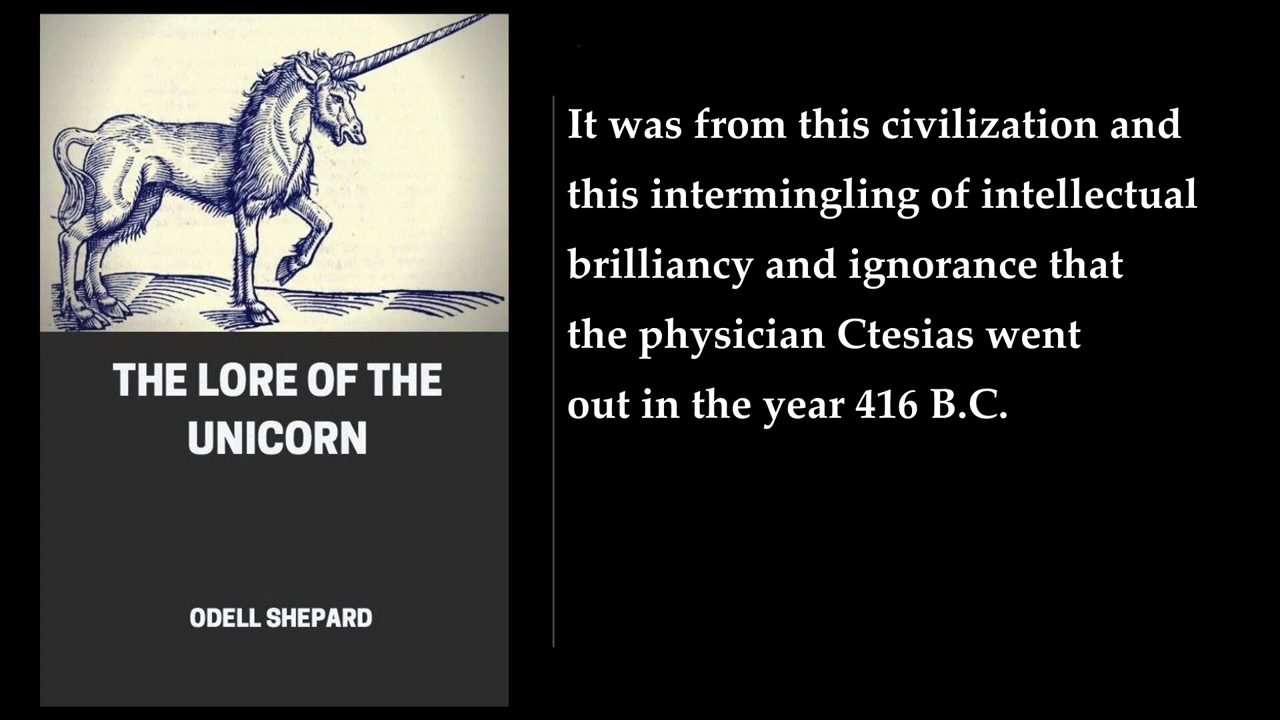 THE LORE OF THE
UNICORN
ODELL SHEPARD
It was from this civilization and
this intermingling of intellectual
brilliancy and ignorance that
the physician Ctesias went
out in the year 416 B.C.